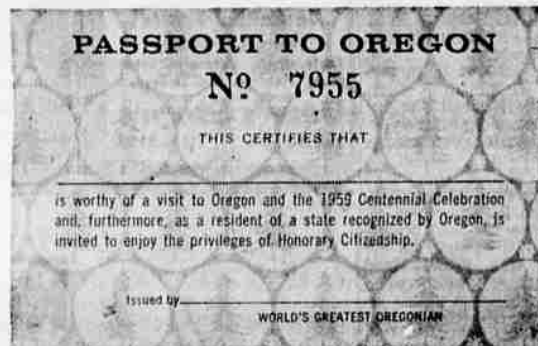 PASSPORT TO OREGON
Nº 7955
THIS CERTIFIES THAT
is worthy of a visit to Oregon and the 1959 Centennial Celebration
and, furthermore, as a resident of a state recognized by Oregon, is
invited to enjoy the privileges of Honorary Citizenship.
Issued by
WORLD'S GREATEST OREGONIAN